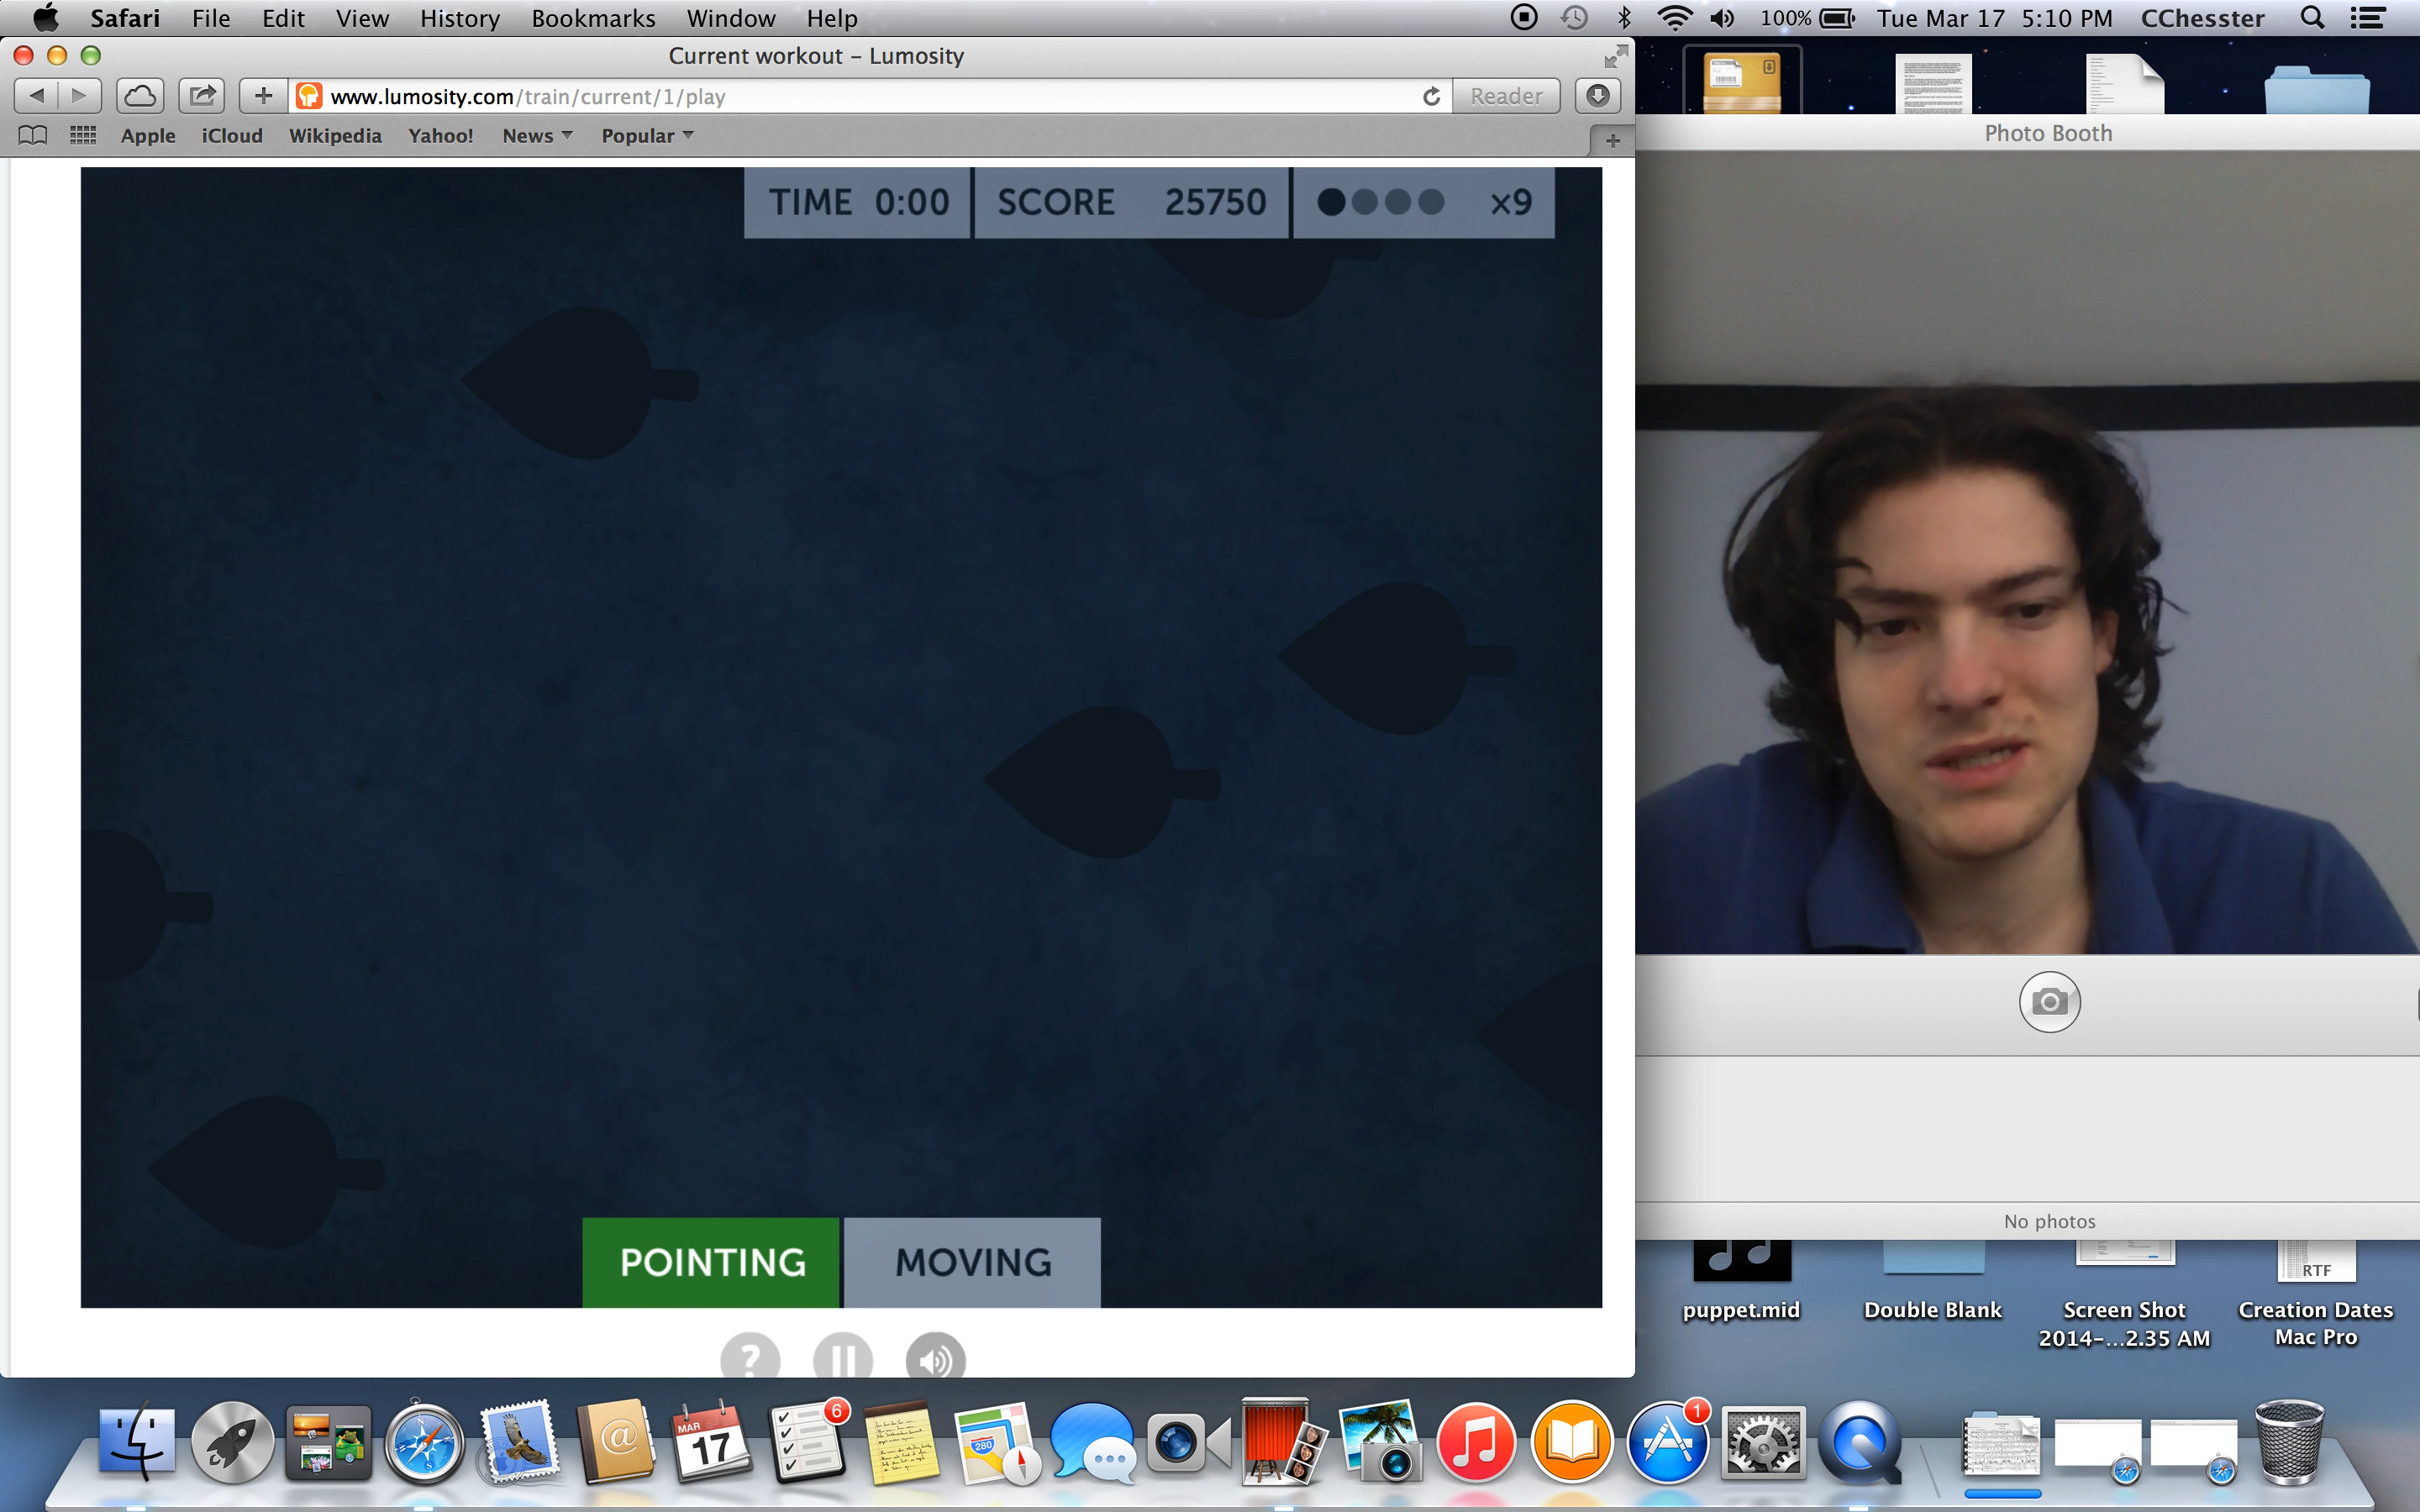 Safari File Edit View History Bookmarks Window Help 100% Tue Mar 17 5:10 PM CChesster
Current workout – Lumosity
www.lumosity.com/train/current/1/play Reader
Apple iCloud Wikipedia Yahoo! News Popular
Photo Booth
TIME 0:00 SCORE 25750 x9
POINTING MOVING
?
No photos
RTF
puppet.mid Double Blank Screen Shot Creation Dates
2014-...2.35 AM Mac Pro
MAR
17
6
@
280
1